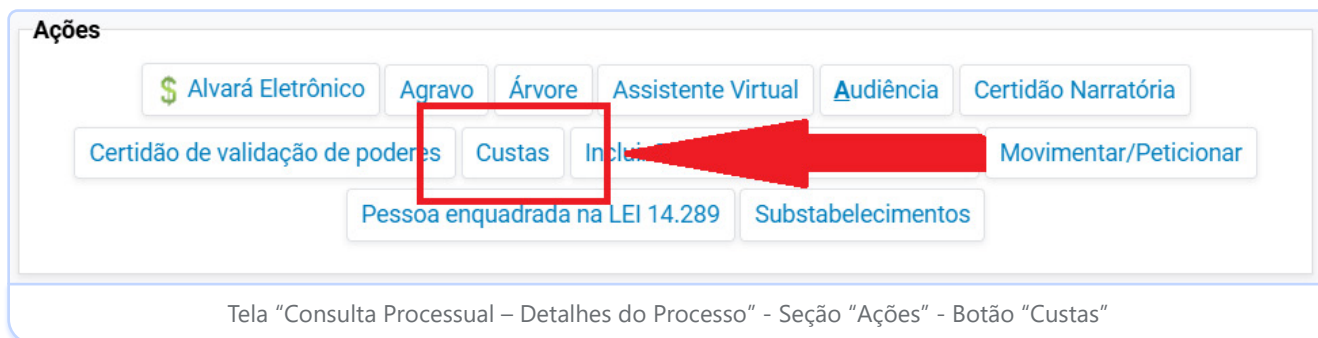 Ações
Alvará Eletrônico Agravo Árvore Assistente Virtual Audiência Certidão Narratória
Certidão de validação de poderes Custas Movimentar/Peticionar
Pessoa enquadrada na LEI 14.289 Substabelecimentos
Tela “Consulta Processual – Detalhes do Processo” - Seção “Ações” - Botão “Custas”